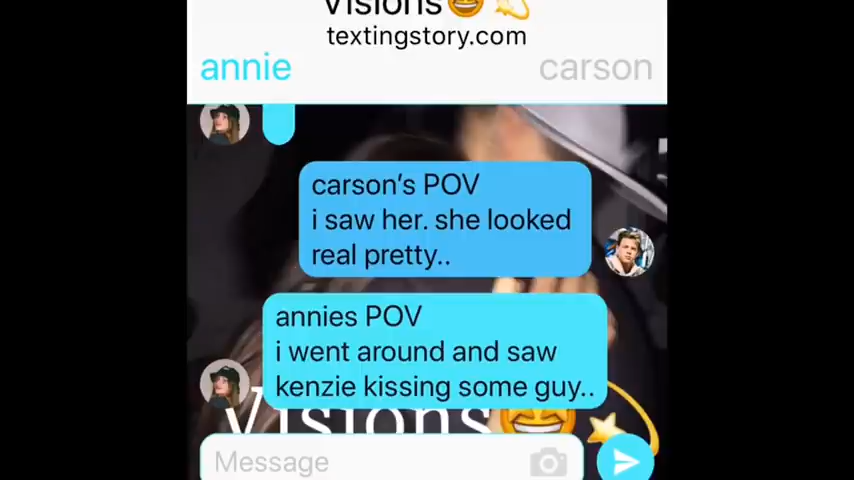 Visions🤩💫
textingstory.com
annie
carson
carson's POV
i saw her. she looked
real pretty..
annies POV
i went around and saw
kenzie kissing some guy..
Visions🤩💫
Message